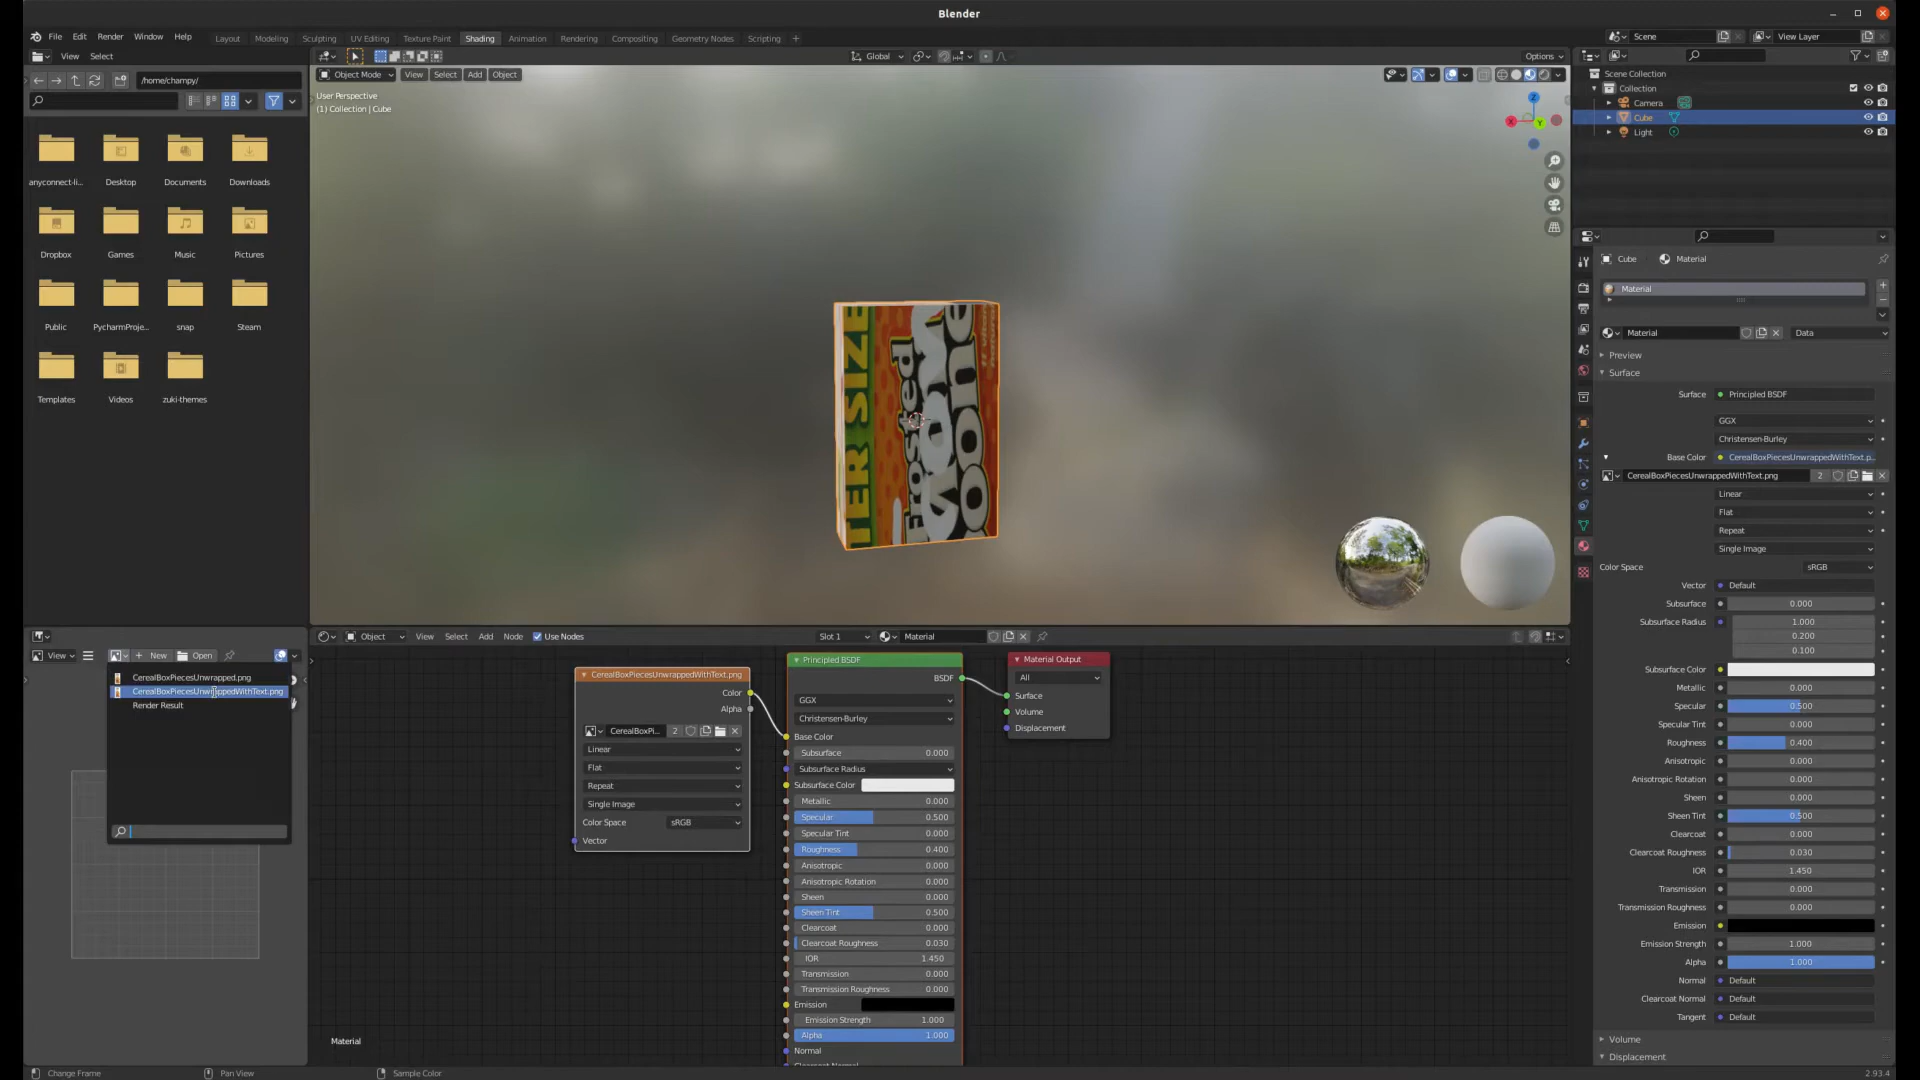 Blender
File Edit Render Window Help Layout Modeling Sculpting UV Editing Texture Paint Shading Animation Rendering Compositing Geometry Nodes Scripting + Scene View Layer
View Select Global Options
/home/champy/ Object Mode View Select Add Object
User Perspective
(1) Collection | Cube
Scene Collection
Collection
Camera
Cube
Light
Z
X
Y
anyconnect-li... Desktop Documents Downloads
Dropbox Games Music Pictures
Public PycharmProje... snap Steam
Templates Videos zuki-themes
TER SIZE
Frosted
Cube Material
Material
Material Data
Preview
Surface
Surface Principled BSDF
GGX
Christensen-Burley
Base Color CerealBoxPiecesUnwrappedWithText.p...
CerealBoxPiecesUnwrappedWithText.png 2
Linear
Flat
Repeat
Single Image
Color Space sRGB
Vector Default
Subsurface 0.000
Subsurface Radius 1.000
0.200
0.100
Subsurface Color
Metallic 0.000
Specular 0.500
Specular Tint 0.000
Roughness 0.400
Anisotropic 0.000
Anisotropic Rotation 0.000
Sheen 0.000
Sheen Tint 0.500
Clearcoat 0.000
Clearcoat Roughness 0.030
IOR 1.450
Transmission 0.000
Transmission Roughness 0.000
Emission
Emission Strength 1.000
Alpha 1.000
Normal Default
Clearcoat Normal Default
Tangent Default
Volume
Displacement
View New Open
CerealBoxPiecesUnwrapped.png
CerealBoxPiecesUnwrappedWithText.png
Render Result
Object View Select Add Node Use Nodes Slot 1 Material
CerealBoxPiecesUnwrappedWithText.png
Color
Alpha
CerealBoxPi... 2
Linear
Flat
Repeat
Single Image
Color Space sRGB
Vector
Principled BSDF
BSDF
GGX
Christensen-Burley
Base Color
Subsurface 0.000
Subsurface Radius
Subsurface Color
Metallic 0.000
Specular 0.500
Specular Tint 0.000
Roughness 0.400
Anisotropic 0.000
Anisotropic Rotation 0.000
Sheen 0.000
Sheen Tint 0.500
Clearcoat 0.000
Clearcoat Roughness 0.030
IOR 1.450
Transmission 0.000
Transmission Roughness 0.000
Emission
Emission Strength 1.000
Alpha 1.000
Normal
Material Output
All
Surface
Volume
Displacement
Material
Change Frame Pan View Sample Color 2.93.4